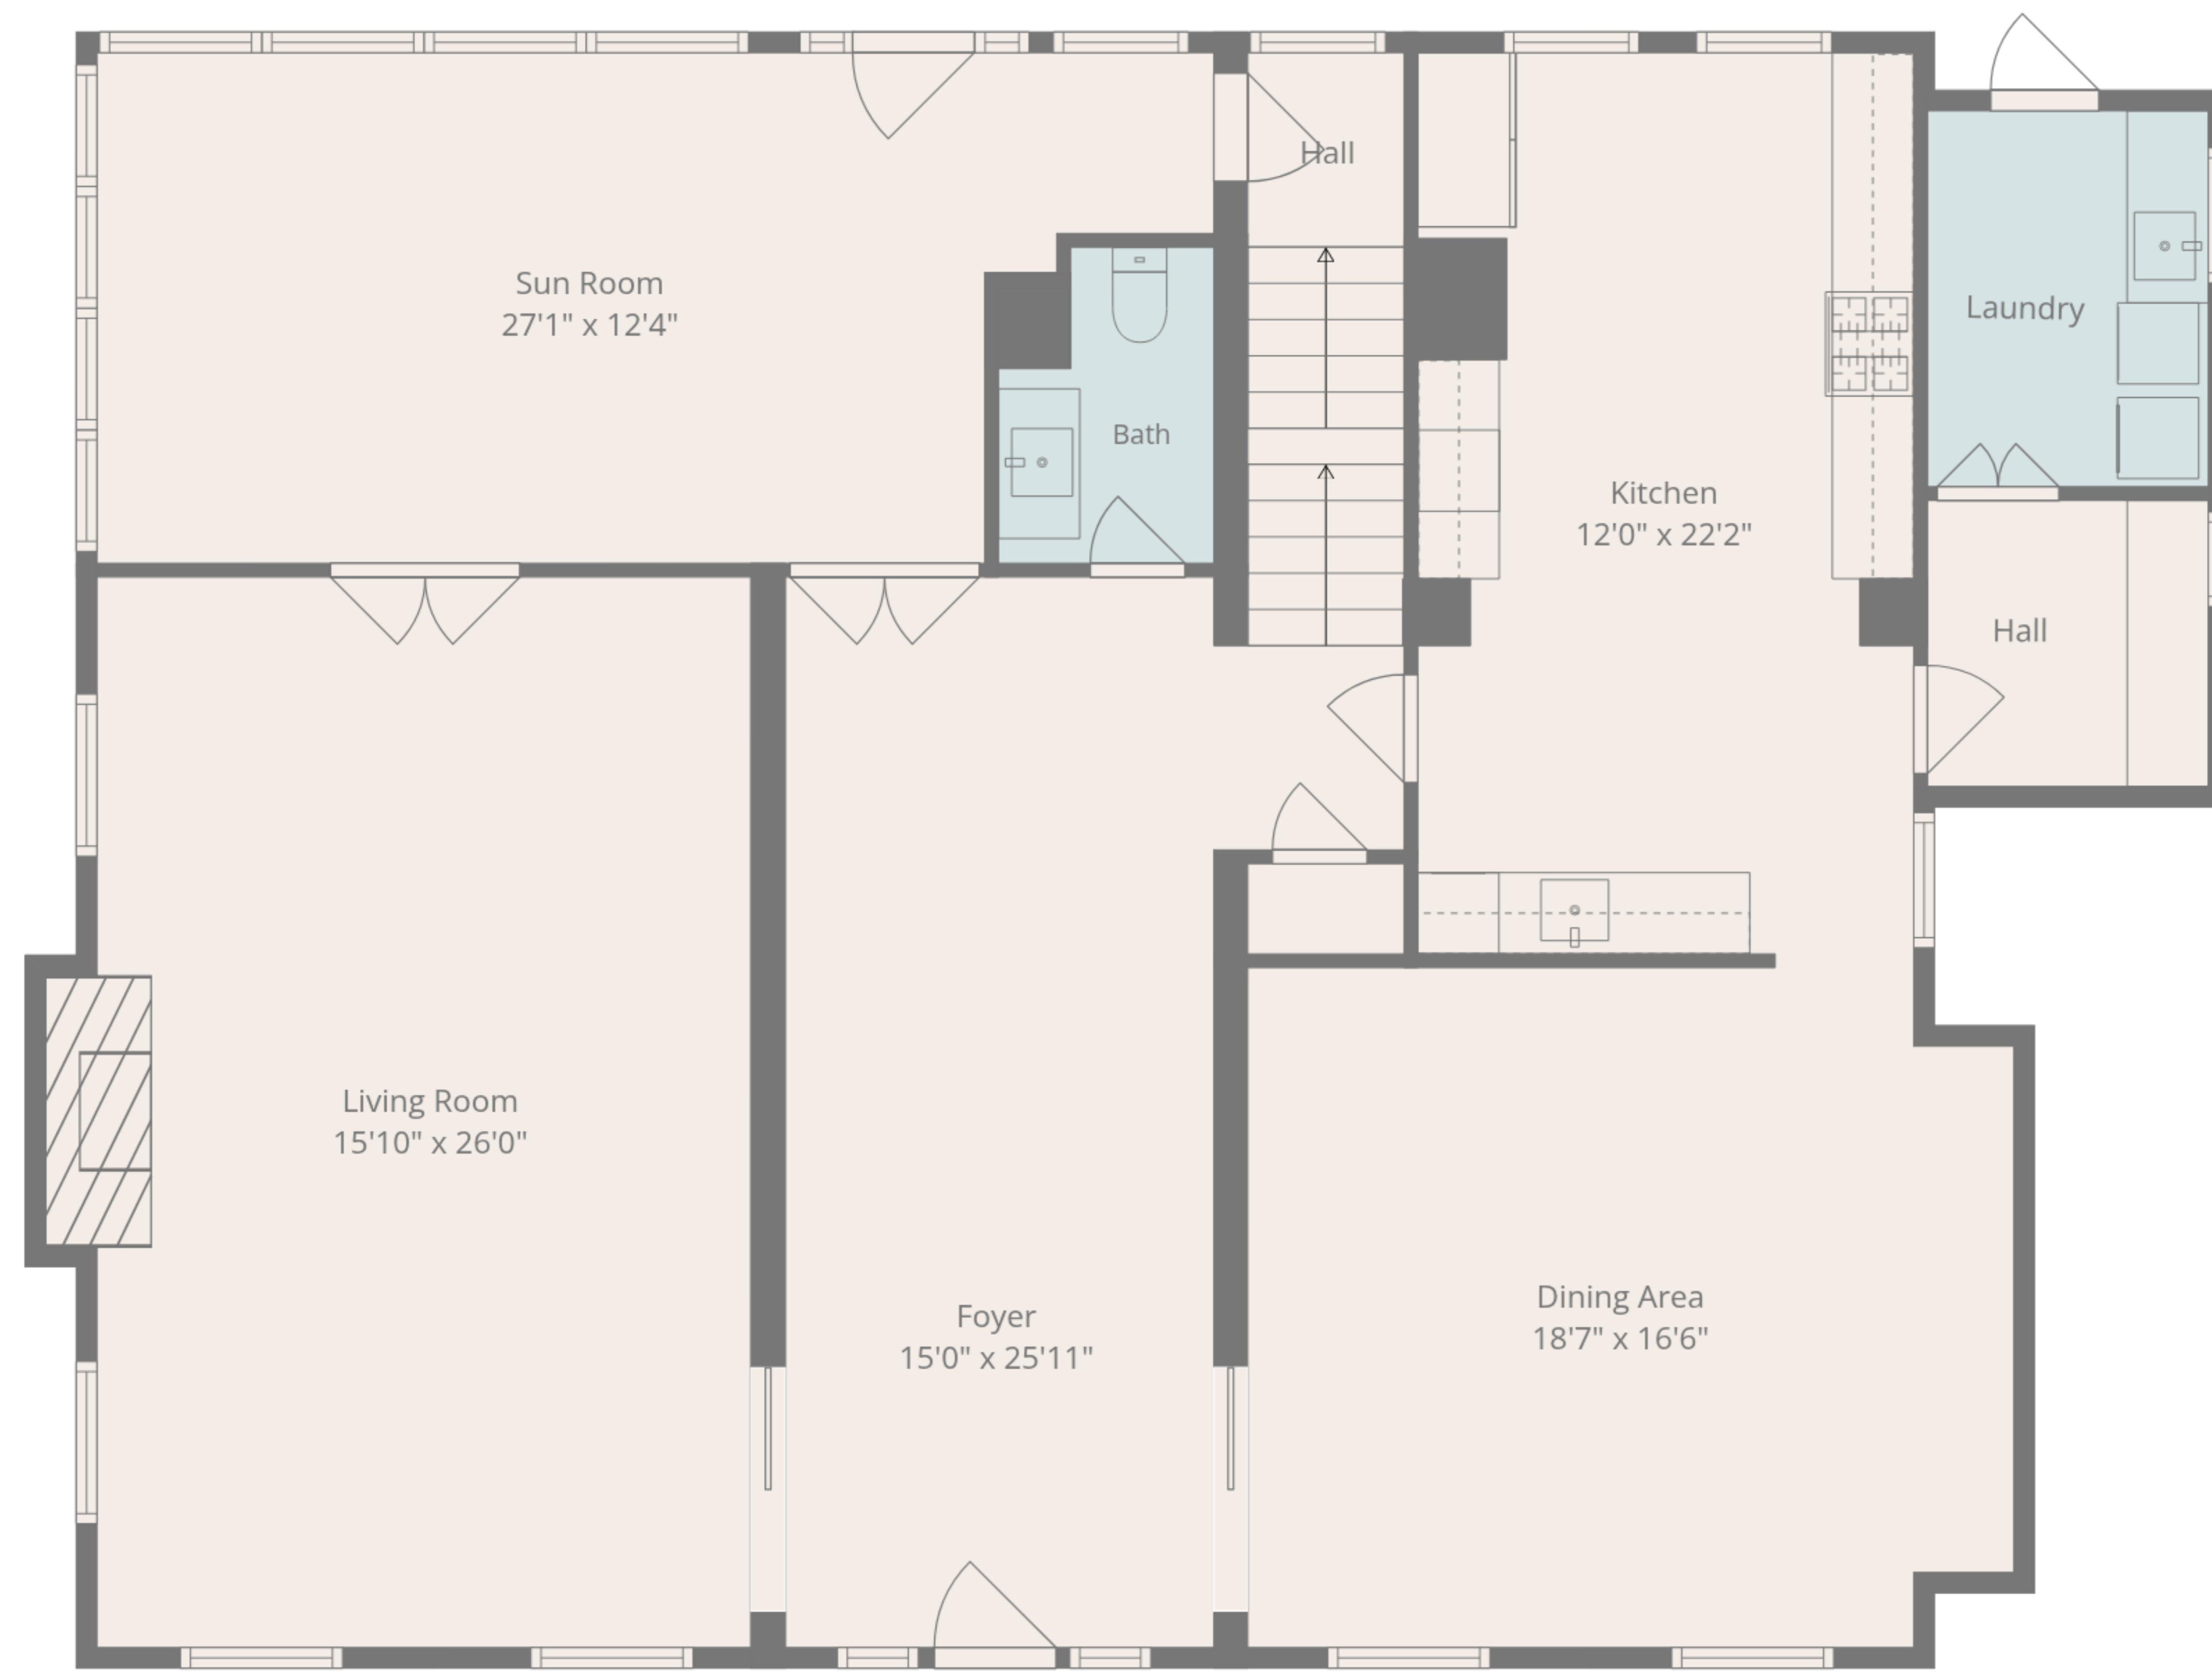 Hall
Sun Room
27'1" x 12'4"
Laundry
Bath
Kitchen
12'0" x 22'2"
Hall
Living Room
15'10" x 26'0"
Dining Area
18'7" x 16'6"
Foyer
15'0" x 25'11"